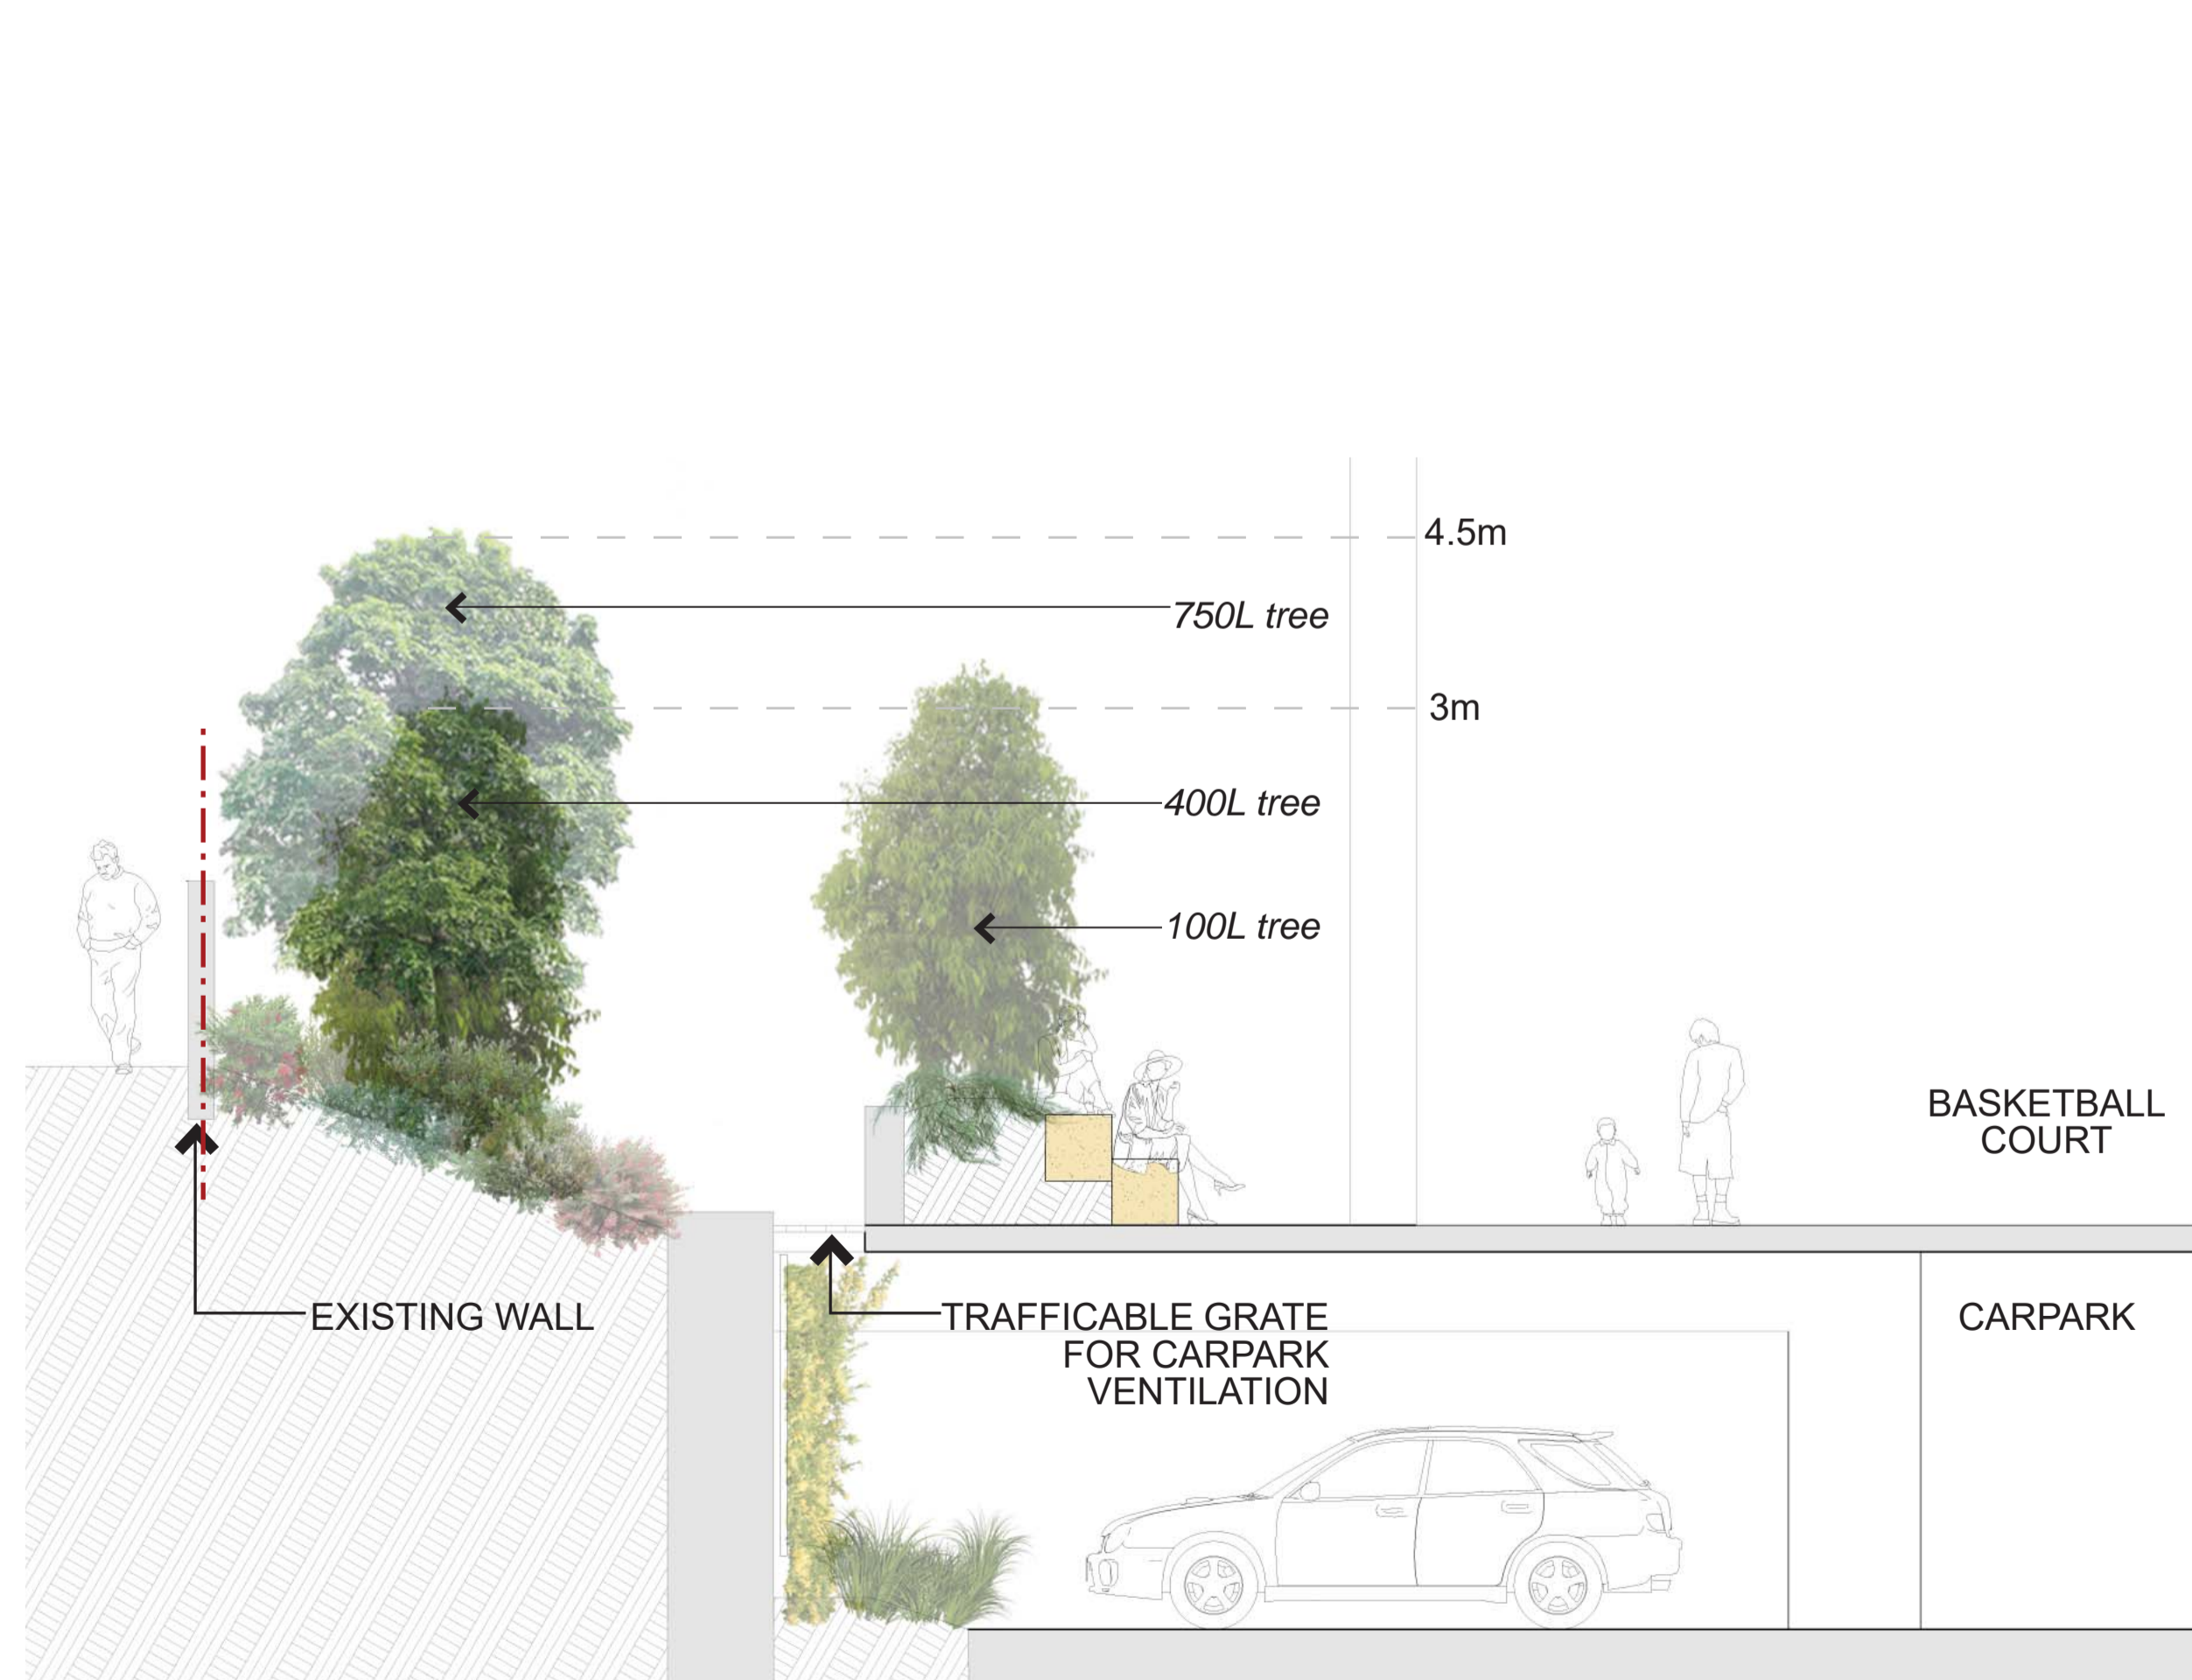 4.5m
750L tree
3m
400L tree
100L tree
BASKETBALL
COURT
EXISTING WALL
TRAFFICABLE GRATE
FOR CARPARK
VENTILATION
CARPARK